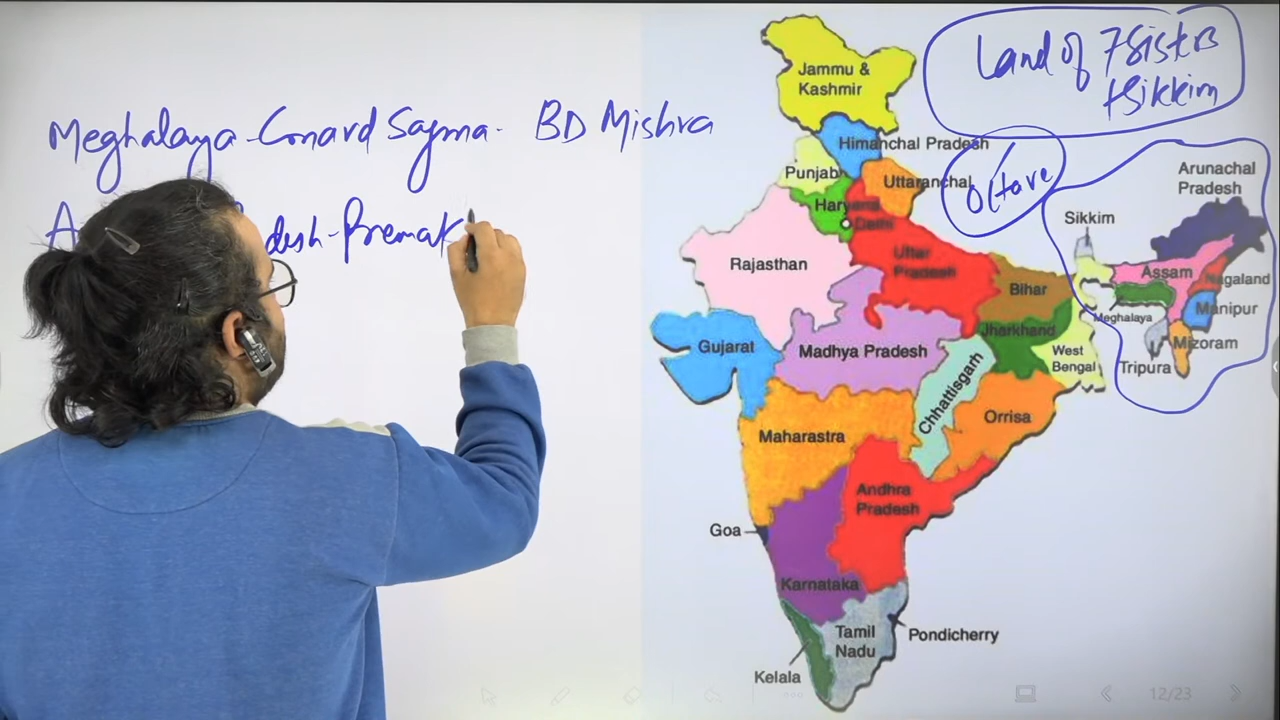 Meghalaya - Conard Sagma - BD Mishra
desh - Premak
Land of 7 Sisters
+ Sikkim
Octave
Jammu &
Kashmir
Himanchal Pradesh
Punjab
Uttaranchal
Haryana
Delhi
Rajasthan
Utter
Pradesh
Bihar
Sikkim
Arunachal
Pradesh
Assam
Nagaland
Meghalaya
Manipur
Mizoram
Tripura
Gujarat
Madhya Pradesh
Jharkhand
West
Bengal
Chhattisgarh
Orrisa
Maharastra
Andhra
Pradesh
Goa
Karnataka
Tamil
Nadu
Pondicherry
Kelala
12/23